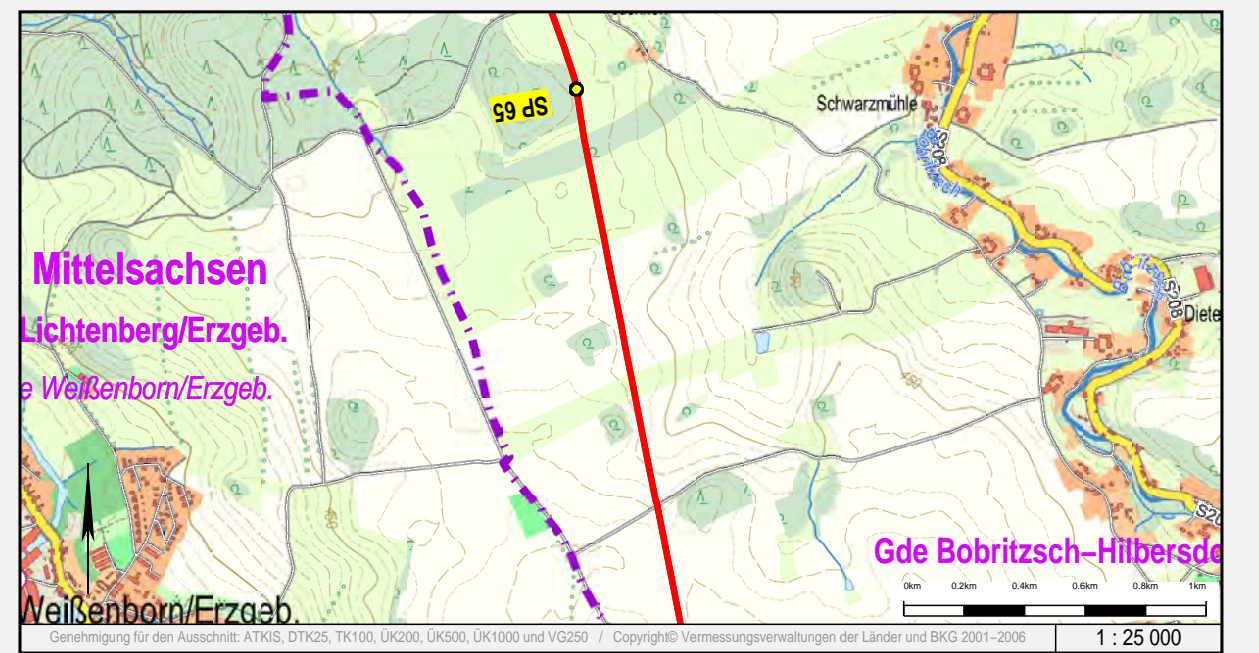 SP 65
Schwarzmühle
S208
Bobritzsch
Mittelsachsen
Lichtenberg/Erzgeb.
e Weißenborn/Erzgeb.
S208
Diete
460
Gde Bobritzsch–Hilbersdo
Weißenborn/Erzgeb.
0km 0.2km 0.4km 0.6km 0.8km 1km
Genehmigung für den Ausschnitt: ATKIS, DTK25, TK100, ÜK200, ÜK500, ÜK1000 und VG250 / Copyright© Vermessungsverwaltungen der Länder und BKG 2001–2006
1 : 25 000